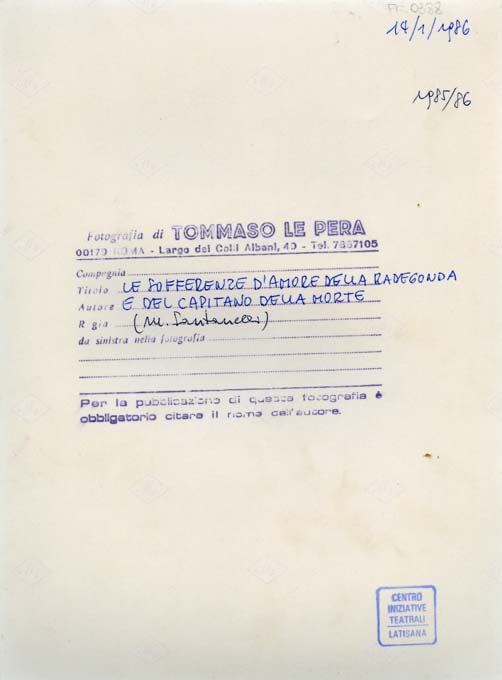 F-0388
14/1/1986
1985/86
Fotografia di TOMMASO LE PERA
00179 ROMA - Largo dei Colli Albani, 40 - Tel. 7857105
Compagnia
Titolo LE SOFFERENZE D'AMORE DELLA RADEGONDA
Autore E DEL CAPITANO DELLA MORTE
Regia (M. Santanelli)
da sinistra nella fotografia
Per la pubblicazione di questa fotografia è
obbligatorio citare il nome dell'autore.
CENTRO
INIZIATIVE
TEATRALI
LATISANA